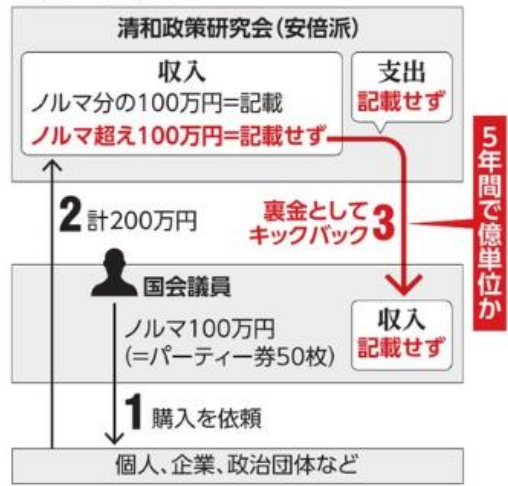 清和政策研究会(安倍派)
収入
ノルマ分の100万円=記載
ノルマ超え100万円=記載せず
支出
記載せず
5年間で億単位か
2 計200万円
裏金として
キックバック 3
国会議員
ノルマ100万円
(=パーティー券50枚)
収入
記載せず
1 購入を依頼
個人、企業、政治団体など